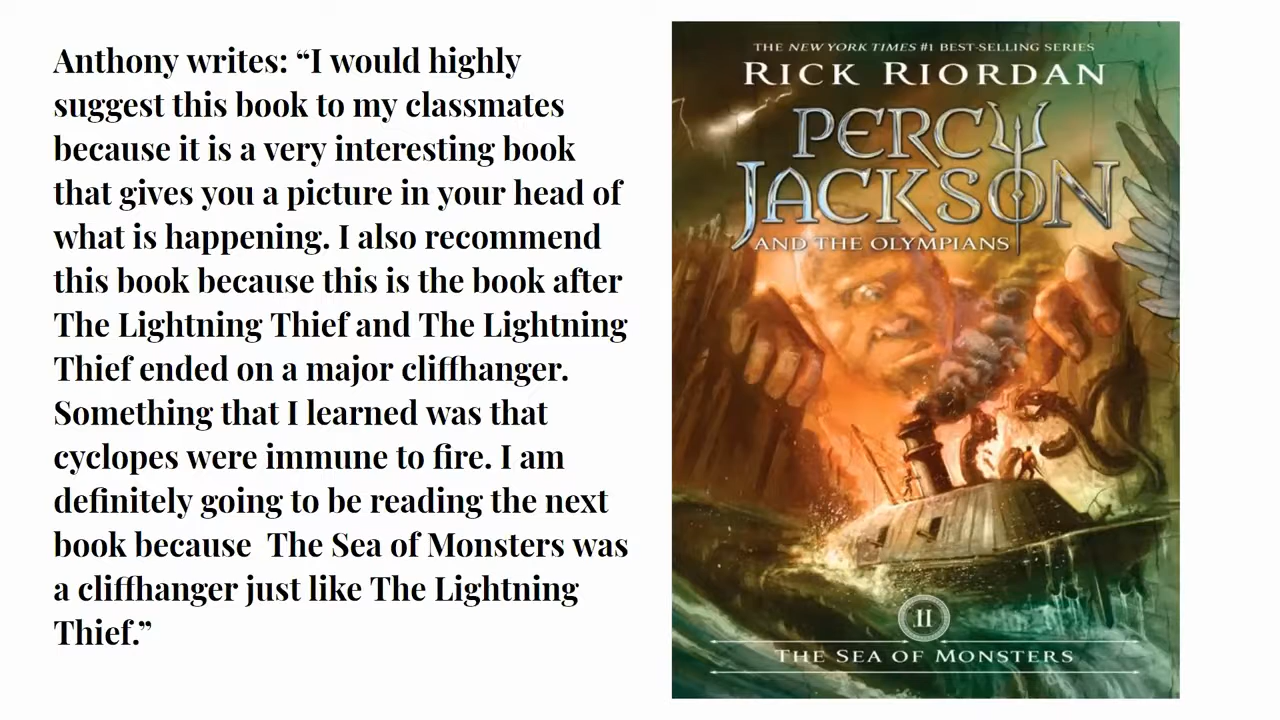 Anthony writes: “I would highly
suggest this book to my classmates
because it is a very interesting book
that gives you a picture in your head of
what is happening. I also recommend
this book because this is the book after
The Lightning Thief and The Lightning
Thief ended on a major cliffhanger.
Something that I learned was that
cyclopes were immune to fire. I am
definitely going to be reading the next
book because  The Sea of Monsters was
a cliffhanger just like The Lightning
Thief.”
THE NEW YORK TIMES #1 BEST-SELLING SERIES
RICK RIORDAN
PERCY
JACKSON
AND THE OLYMPIANS
II
THE SEA OF MONSTERS